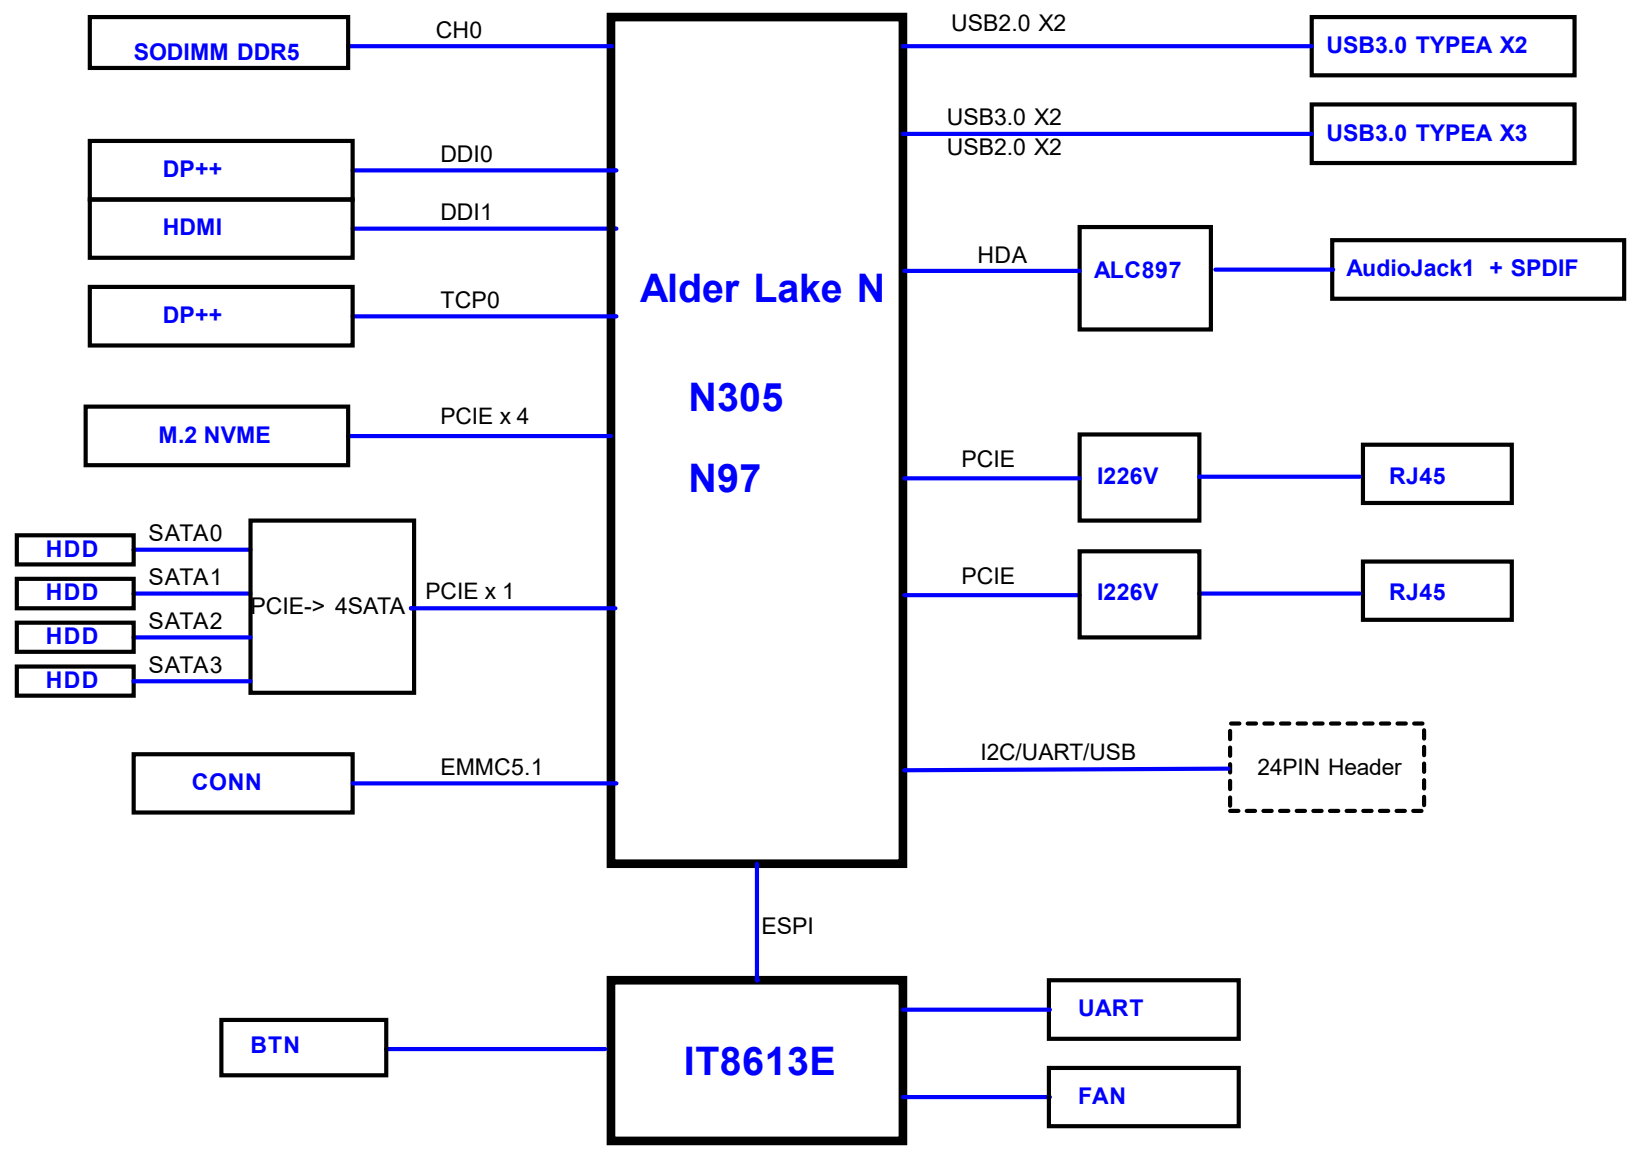 CH0
SODIMM DDR5
USB2.0 X2
USB3.0 TYPEA X2
DP++
DDI0
USB3.0 X2
USB2.0 X2
USB3.0 TYPEA X3
HDMI
DDI1
HDA
ALC897
AudioJack1 + SPDIF
DP++
TCP0
Alder Lake N
N305
N97
M.2 NVME
PCIE x 4
PCIE
I226V
RJ45
HDD
SATA0
HDD
SATA1
HDD
SATA2
HDD
SATA3
PCIE-> 4SATA
PCIE x 1
PCIE
I226V
RJ45
CONN
EMMC5.1
I2C/UART/USB
24PIN Header
ESPI
BTN
IT8613E
UART
FAN